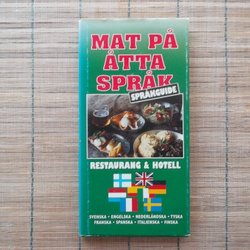 MAT PÅ
ÅTTA
SPRÅK
SPRÅKGUIDE
RESTAURANG & HOTELL
SVENSKA • ENGELSKA • NEDERLÄNDSKA • TYSKA
FRANSKA • SPANSKA • ITALIENSKA • FINSKA